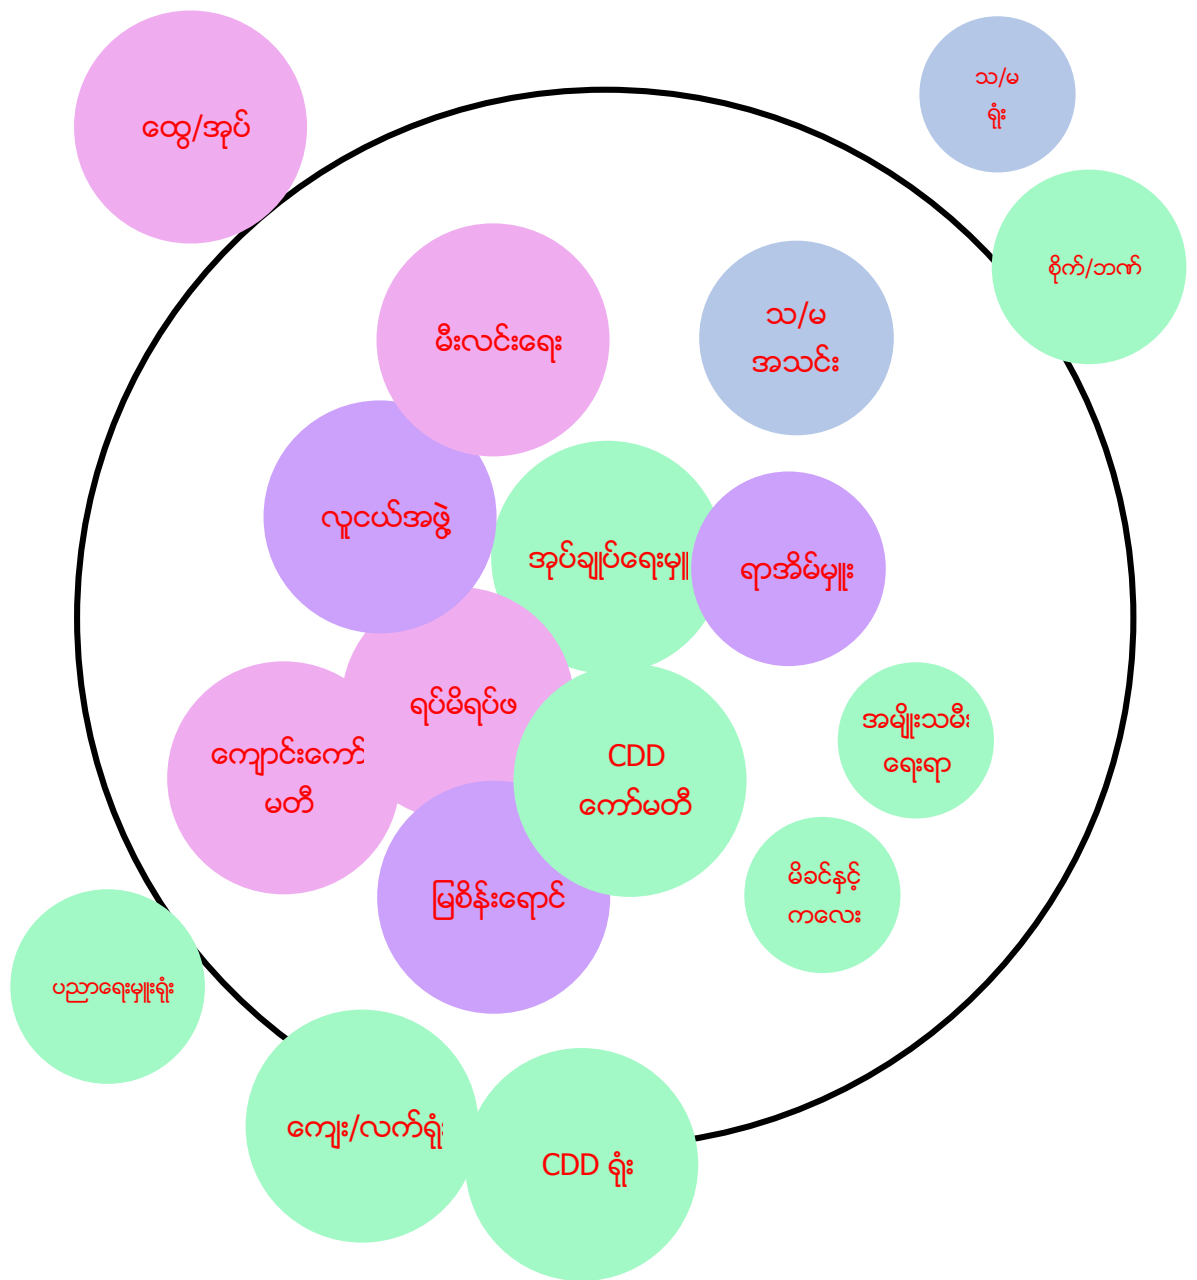 သ/မ
ရုံး
ထွေ/အုပ်
စိုက်/ဘဏ်
မီးလင်းရေး
သ/မ
အသင်း
လူငယ်အဖွဲ့
အုပ်ချုပ်ရေးမှူ
ရာအိမ်မှူး
ရပ်မိရပ်ဖ
အမျိုးသမီး
ရေးရာ
ကျောင်းကော်
မတီ
CDD
ကော်မတီ
မိခင်နှင့်
ကလေး
မြစိန်းရောင်
ပညာရေးမှူးရုံး
ကျေး/လက်ရုံး
CDD ရုံး